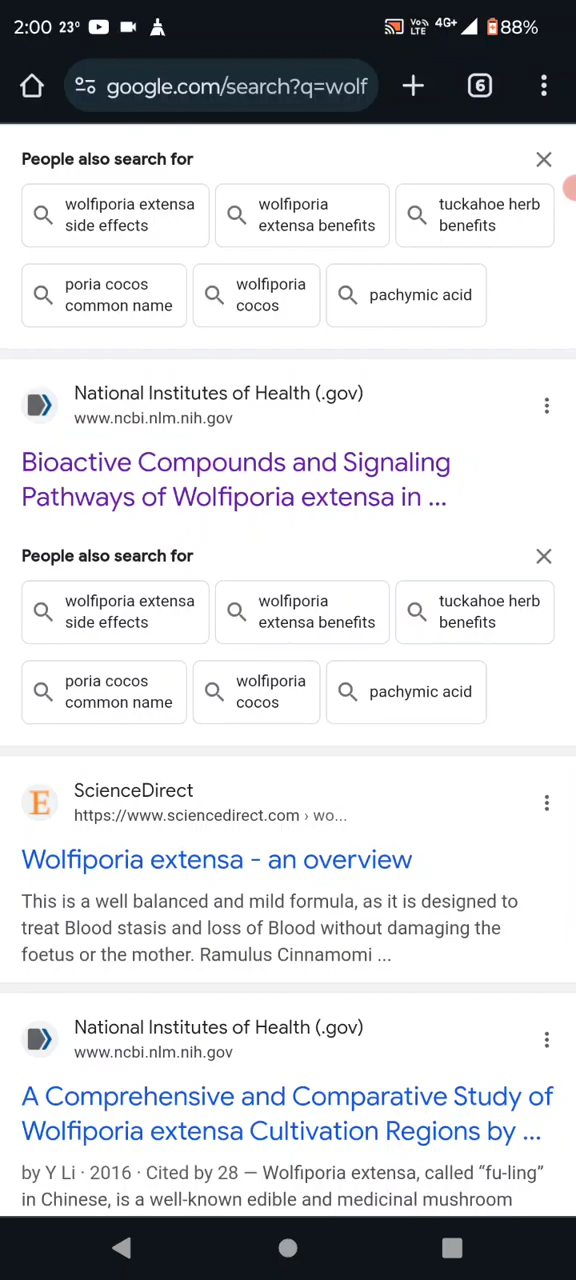 2:00 23° Vo)) LTE 4G+ 88%
google.com/search?q=wolf 6
People also search for
wolfiporia extensa
side effects
wolfiporia
extensa benefits
tuckahoe herb
benefits
poria cocos
common name
wolfiporia
cocos
pachymic acid
National Institutes of Health (.gov)
www.ncbi.nlm.nih.gov
Bioactive Compounds and Signaling
Pathways of Wolfiporia extensa in ...
People also search for
wolfiporia extensa
side effects
wolfiporia
extensa benefits
tuckahoe herb
benefits
poria cocos
common name
wolfiporia
cocos
pachymic acid
E
ScienceDirect
https://www.sciencedirect.com › wo...
Wolfiporia extensa - an overview
This is a well balanced and mild formula, as it is designed to
treat Blood stasis and loss of Blood without damaging the
foetus or the mother. Ramulus Cinnamomi ...
National Institutes of Health (.gov)
www.ncbi.nlm.nih.gov
A Comprehensive and Comparative Study of
Wolfiporia extensa Cultivation Regions by ...
by Y Li · 2016 · Cited by 28 — Wolfiporia extensa, called “fu-ling”
in Chinese, is a well-known edible and medicinal mushroom